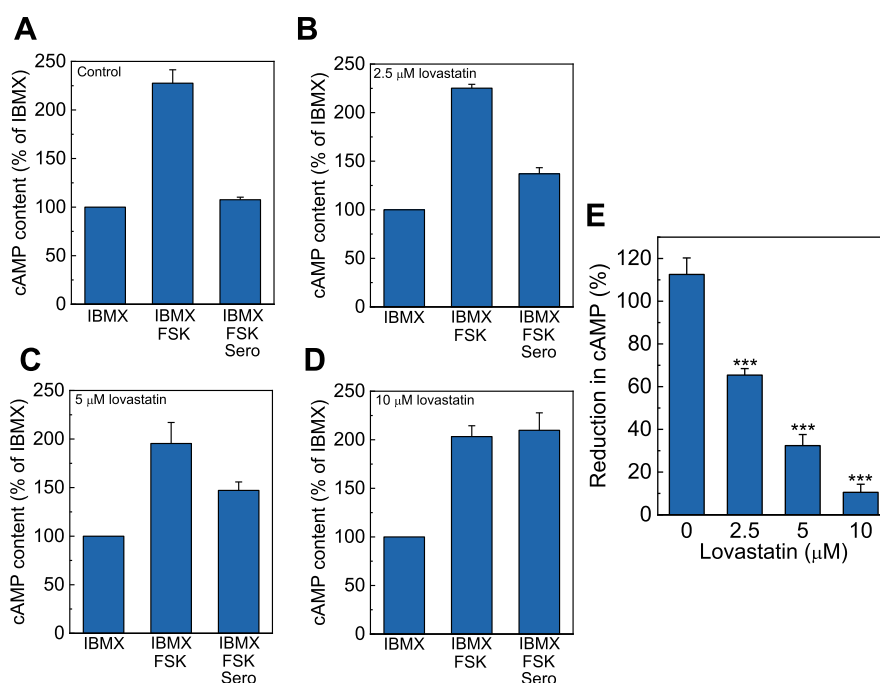 A
cAMP content (% of IBMX)
250
200
150
100
50
0
Control
IBMX
IBMX
FSK
IBMX
FSK
Sero
B
cAMP content (% of IBMX)
250
200
150
100
50
0
2.5 μM lovastatin
IBMX
IBMX
FSK
IBMX
FSK
Sero
C
cAMP content (% of IBMX)
250
200
150
100
50
0
5 μM lovastatin
IBMX
IBMX
FSK
IBMX
FSK
Sero
D
cAMP content (% of IBMX)
250
200
150
100
50
0
10 μM lovastatin
IBMX
IBMX
FSK
IBMX
FSK
Sero
E
Reduction in cAMP (%)
120
100
80
60
40
20
0
***
***
***
0 2.5 5 10
Lovastatin (μM)